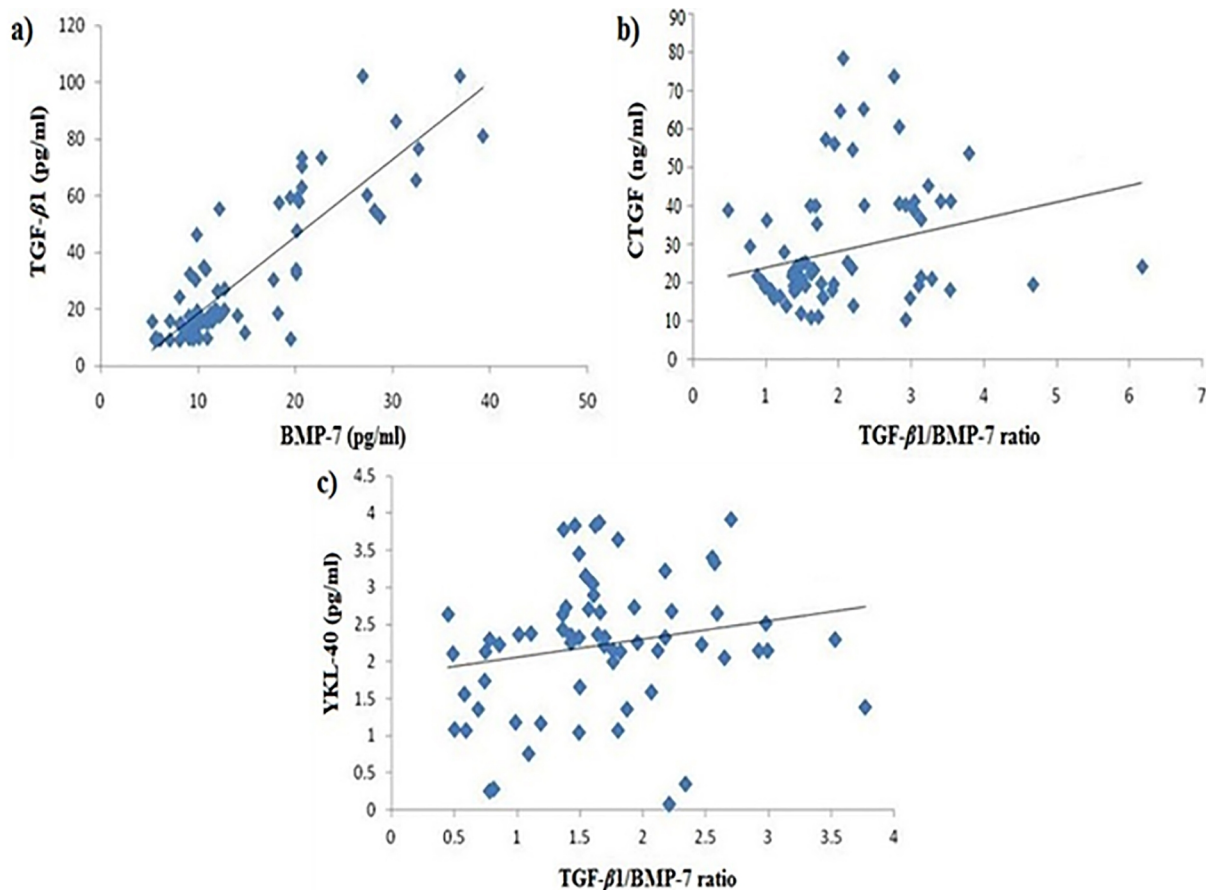 a)
TGF-β1 (pg/ml)
120
100
80
60
40
20
0
0 10 20 30 40 50
BMP-7 (pg/ml)
b)
CTGF (ng/ml)
90
80
70
60
50
40
30
20
10
0
0 1 2 3 4 5 6 7
TGF-β1/BMP-7 ratio
c)
YKL-40 (pg/ml)
4.5
4
3.5
3
2.5
2
1.5
1
0.5
0
0 0.5 1 1.5 2 2.5 3 3.5 4
TGF-β1/BMP-7 ratio